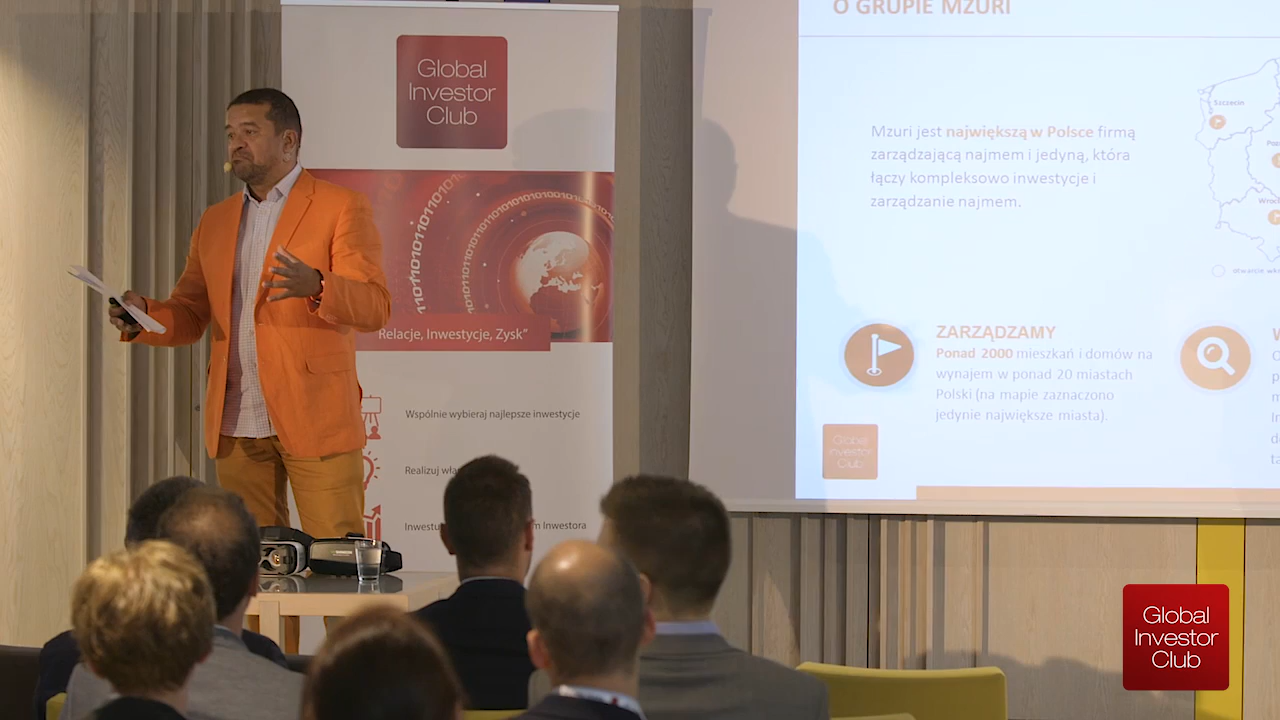 Global
Investor
Club
Relacje, Inwestycje, Zysk"
Wspólnie wybieraj najlepsze inwestycje
Realizuj
Inwestora
O GRUPIE MZURI
Mzuri jest największą w Polsce firmą
zarządzającą najmem i jedyną, która
łączy kompleksowo inwestycje i
zarządzanie najmem.
Szczecin
ZARZĄDZAMY
Ponad 2000 mieszkań i domów na
wynajem w ponad 20 miastach
Polski (na mapie zaznaczono
jedynie największe miasta).
Global
Investor
Club
Global
Investor
Club